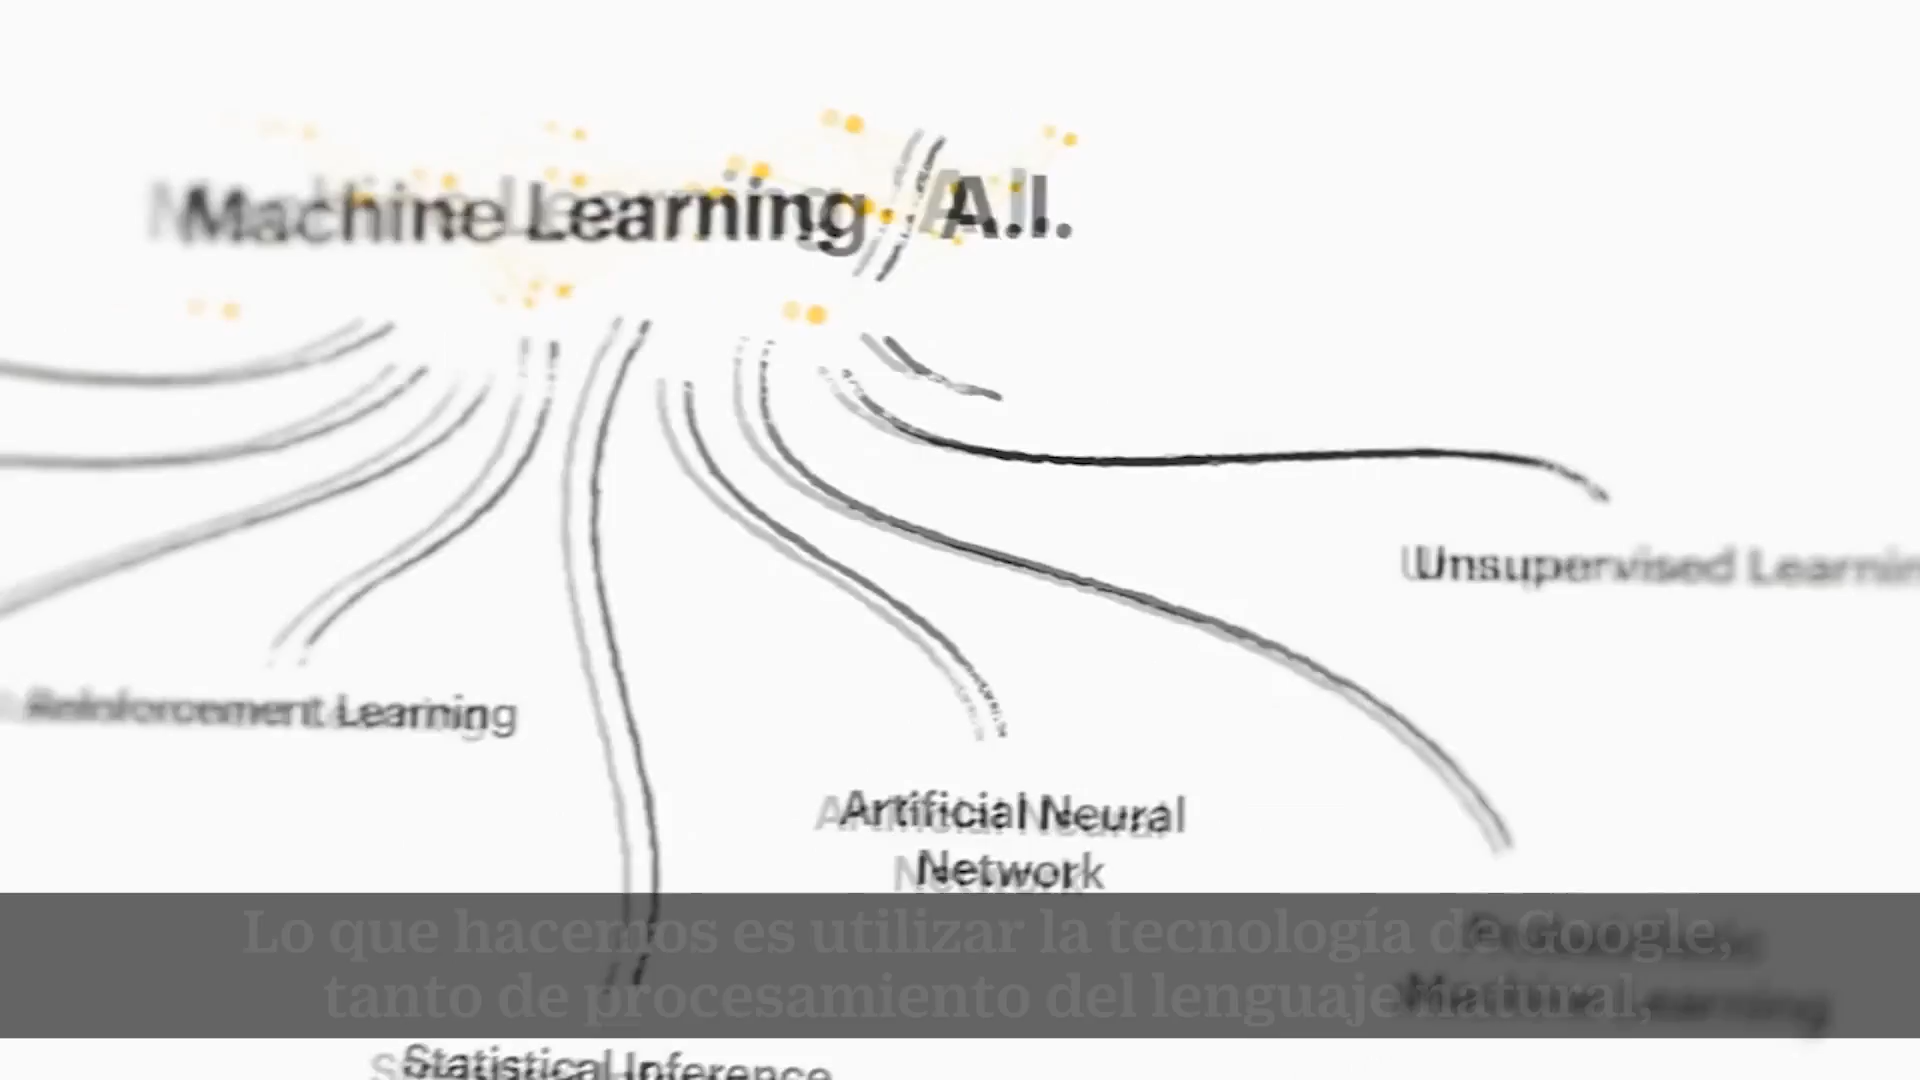 Machine Learning / A.I.
Unsupervised Learnin
Reinforcement Learning
Artificial Neural
Network
Lo que hacemos es utilizar la tecnología de Google,
tanto de procesamiento del lenguaje natural,
Learning
Statistical Inference